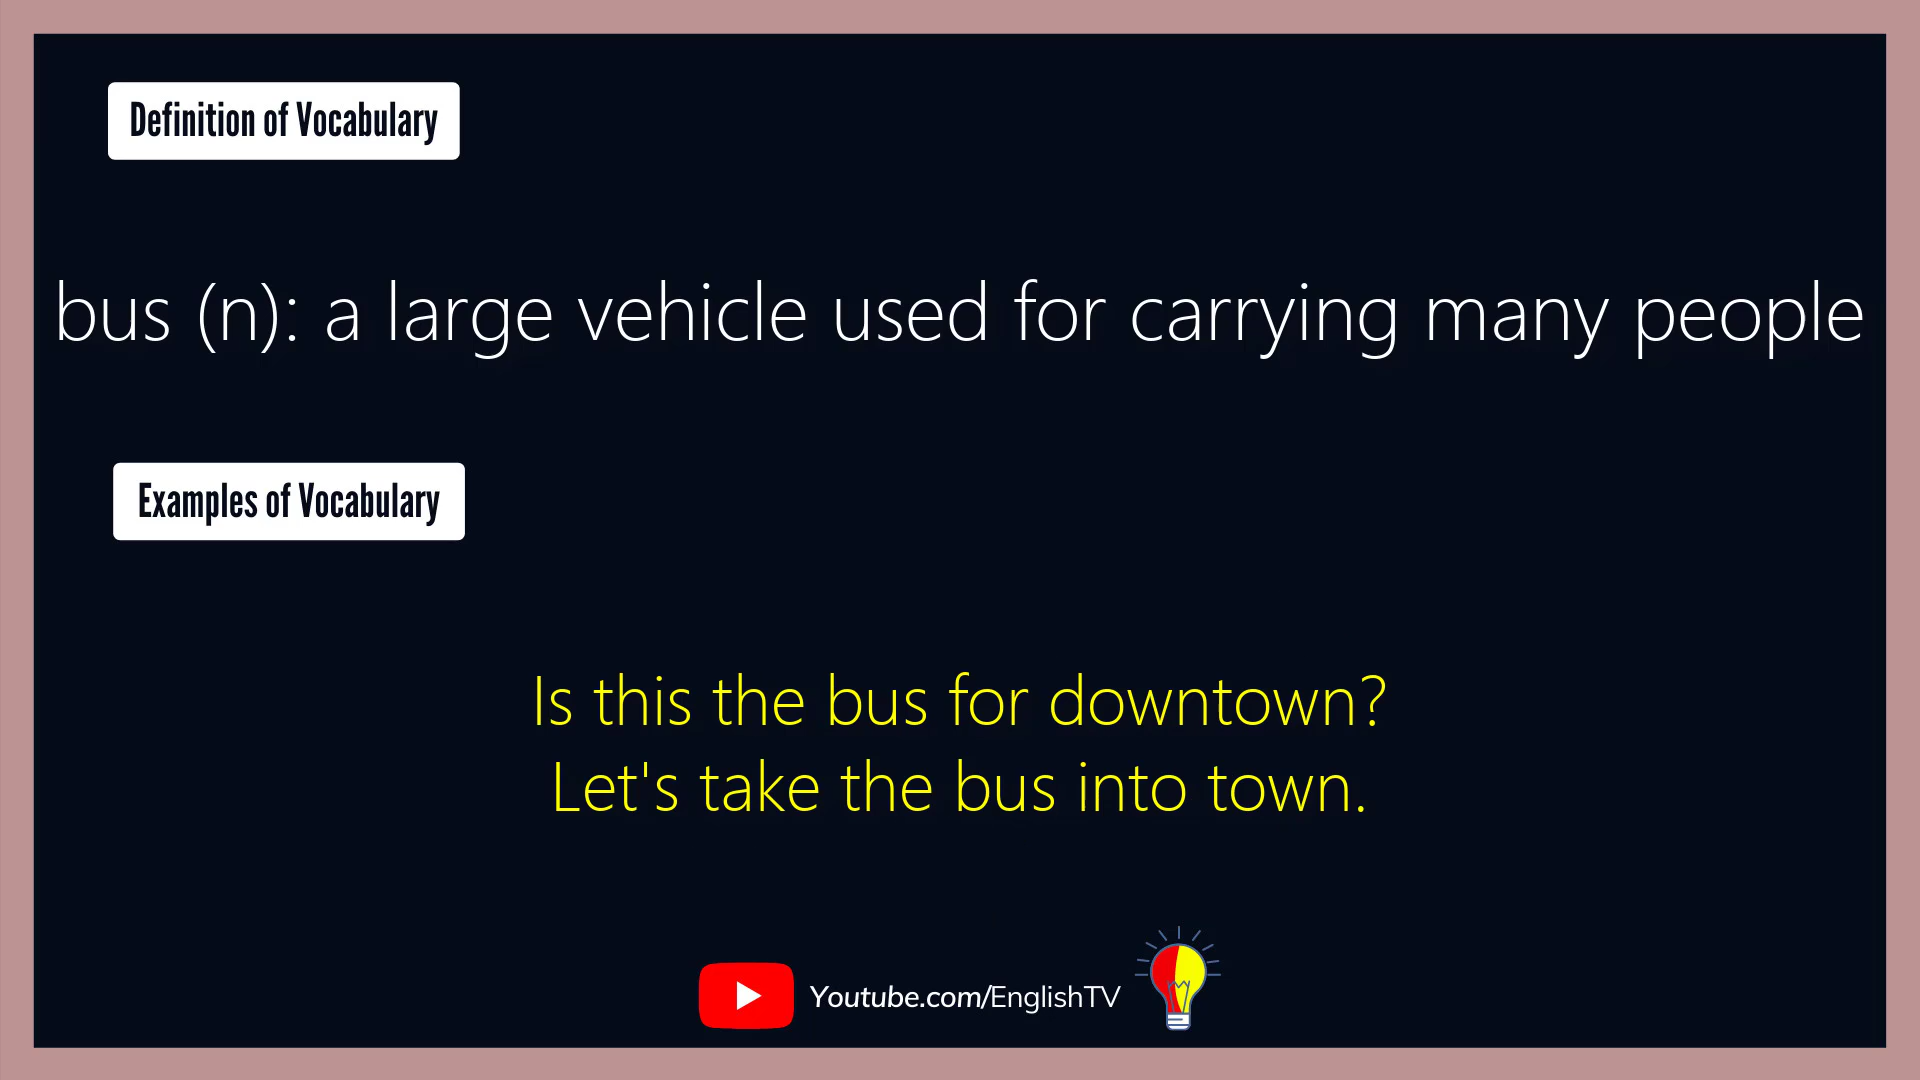 Definition of Vocabulary
bus (n): a large vehicle used for carrying many people
Examples of Vocabulary
Is this the bus for downtown?
Let's take the bus into town.
Youtube.com/EnglishTV